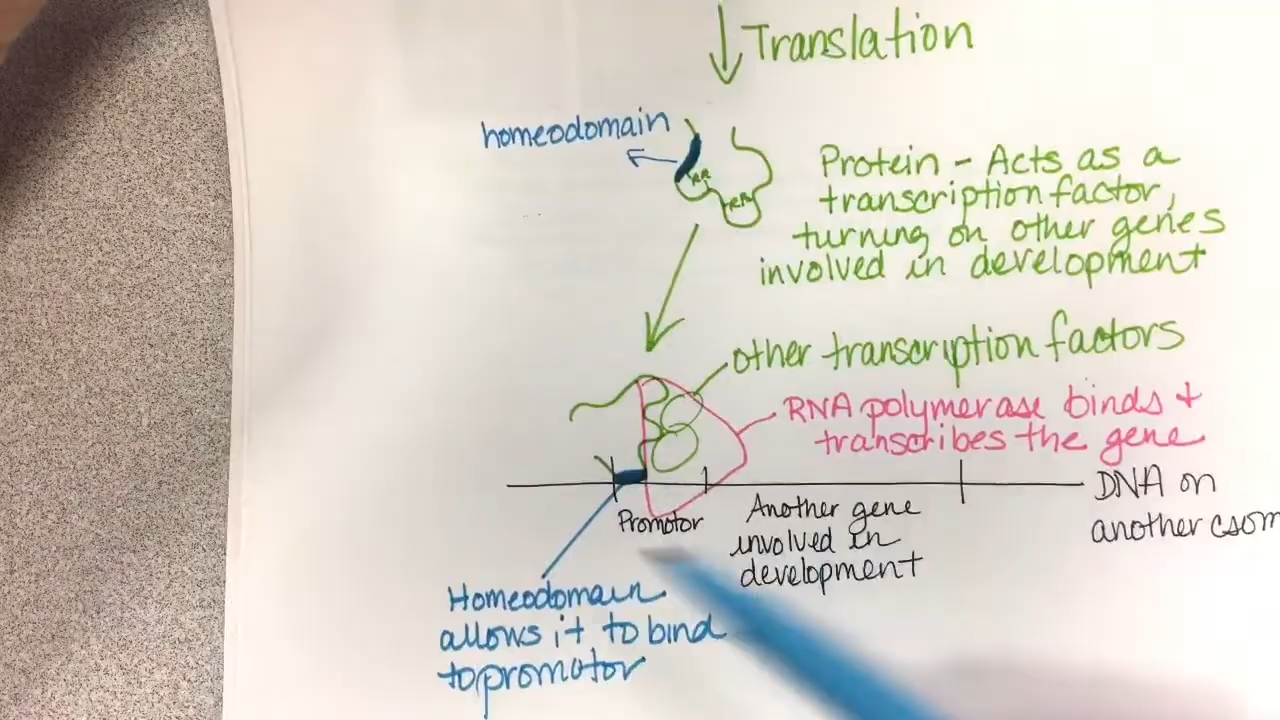 Translation
homeodomain
Protein - Acts as a
transcription factor,
turning on other genes
involved in development
other transcription factors
RNA polymerase binds +
transcribes the gene
DNA on
another csom
Promotor
Another gene
involved in
development
Homeodomain
allows it to bind
to promotor